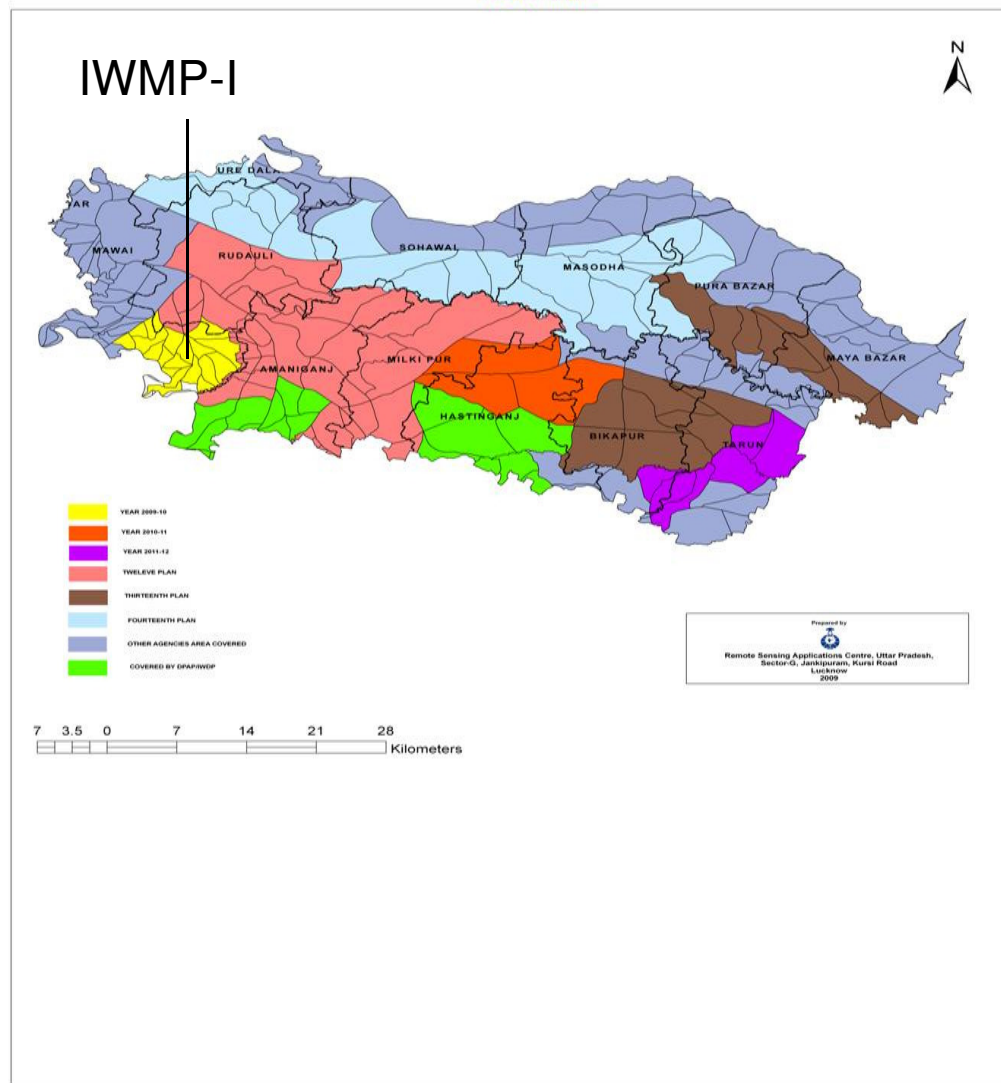 N
IWMP-I
URE DALA
AR
MAWAI
RUDAULI
SOHAWAL
MASODHA
PURA BAZAR
MAYA BAZAR
AMANIGANJ
MILKI PUR
HASTINGANJ
BIKAPUR
TARUN
YEAR 2009-10
YEAR 2010-11
YEAR 2011-12
TWELEVE PLAN
THIRTEENTH PLAN
FOURTEENTH PLAN
OTHER AGENCIES AREA COVERED
COVERED BY DPAP/IWDP
Prepared by
Remote Sensing Applications Centre, Uttar Pradesh,
Sector-G, Jankipuram, Kursi Road
Lucknow
2009
7 3.5 0 7 14 21 28
Kilometers